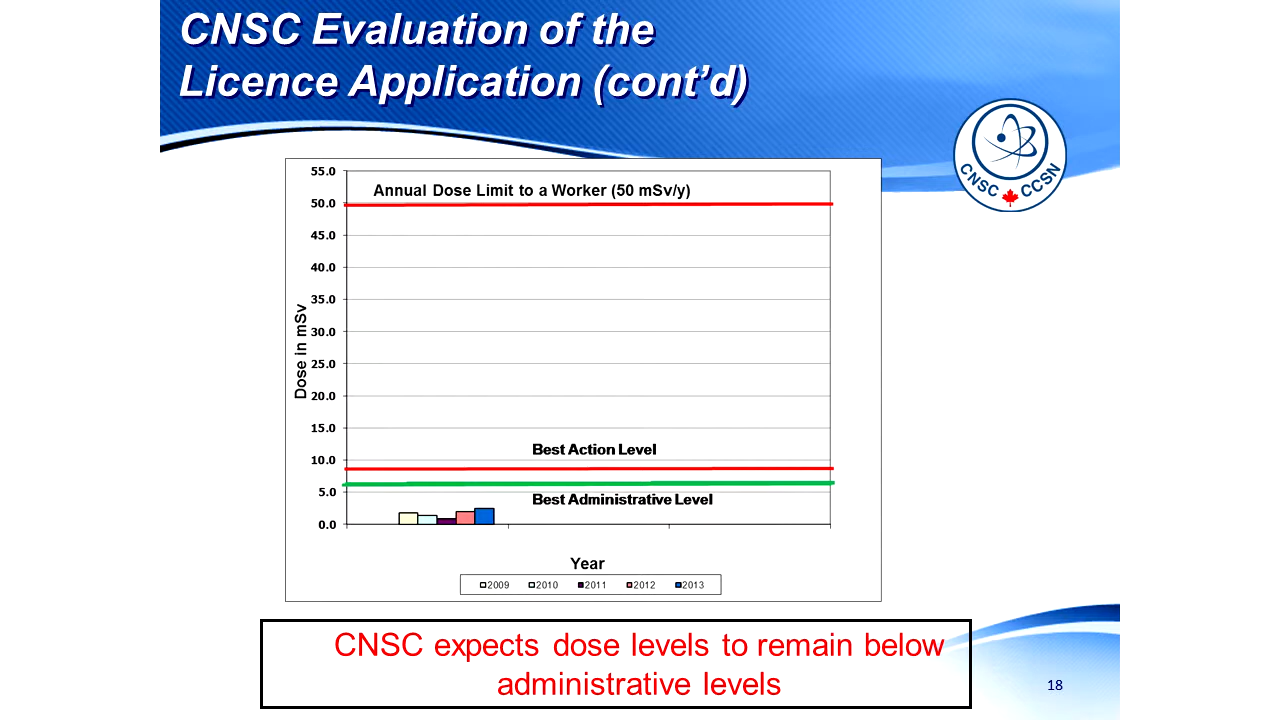 CNSC Evaluation of the
Licence Application (cont’d)
CNSC CCSN
55.0
Annual Dose Limit to a Worker (50 mSv/y)
50.0
45.0
40.0
35.0
30.0
25.0
20.0
15.0
10.0
5.0
0.0
Dose in mSv
Best Action Level
Best Administrative Level
Year
2009 2010 2011 2012 2013
CNSC expects dose levels to remain below
administrative levels
18